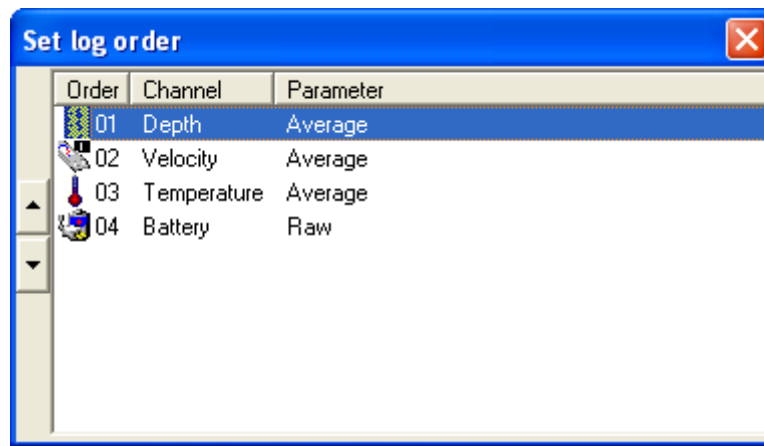 Set log order
Order Channel Parameter
01 Depth Average
02 Velocity Average
03 Temperature Average
04 Battery Raw